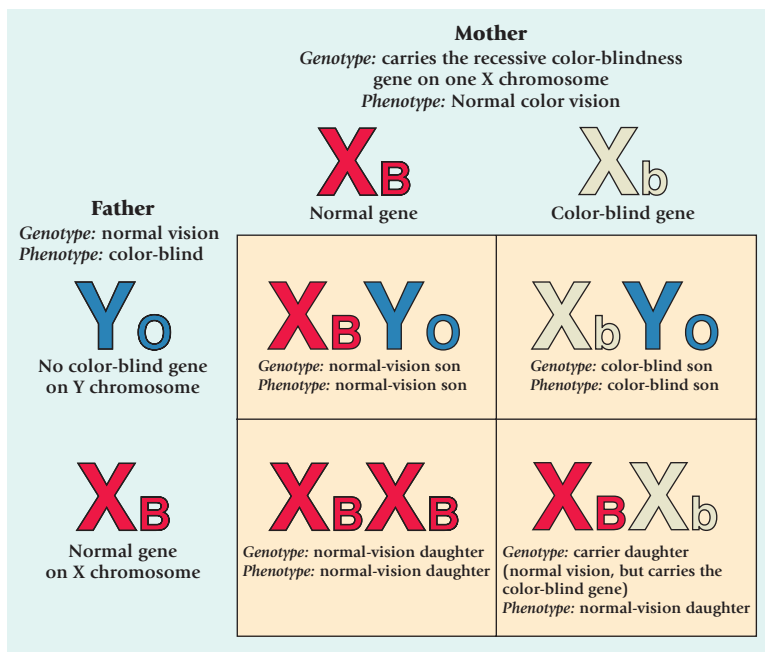 Mother
Genotype: carries the recessive color-blindness
gene on one X chromosome
Phenotype: Normal color vision
XB
Normal gene
Xb
Color-blind gene
Father
Genotype: normal vision
Phenotype: color-blind
YO
No color-blind gene
on Y chromosome
XBYO
Genotype: normal-vision son
Phenotype: normal-vision son
XbYO
Genotype: color-blind son
Phenotype: color-blind son
XB
Normal gene
on X chromosome
XBXB
Genotype: normal-vision daughter
Phenotype: normal-vision daughter
XBXb
Genotype: carrier daughter
(normal vision, but carries the
color-blind gene)
Phenotype: normal-vision daughter